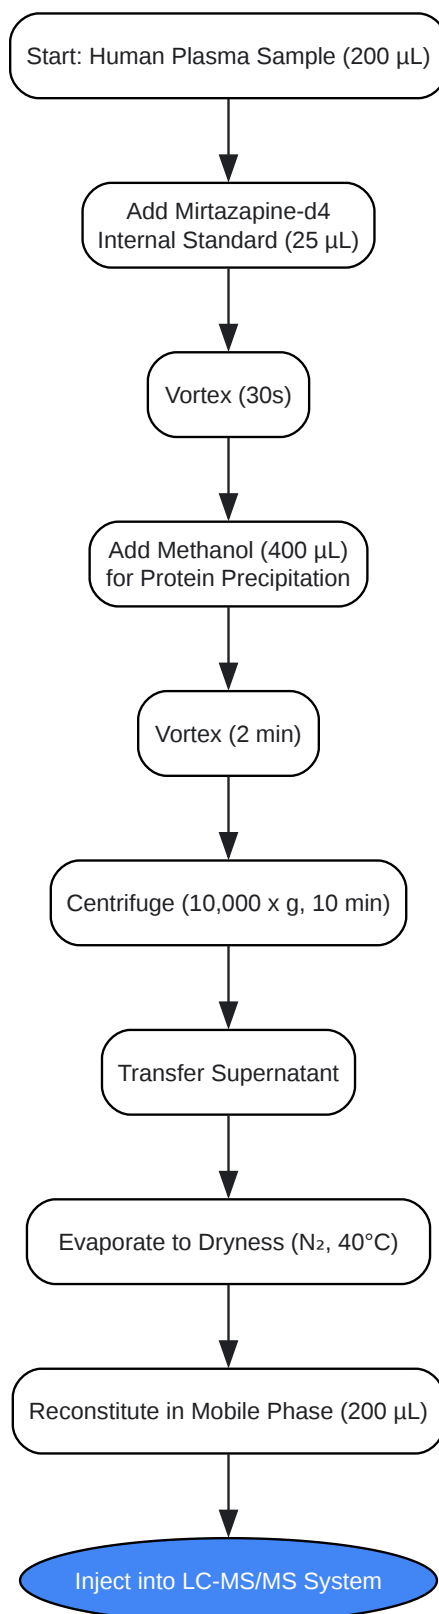 Start: Human Plasma Sample (200 µL)
Add Mirtazapine-d4
Internal Standard (25 µL)
Vortex (30s)
Add Methanol (400 µL)
for Protein Precipitation
Vortex (2 min)
Centrifuge (10,000 x g, 10 min)
Transfer Supernatant
Evaporate to Dryness (N₂, 40°C)
Reconstitute in Mobile Phase (200 µL)
Inject into LC-MS/MS System